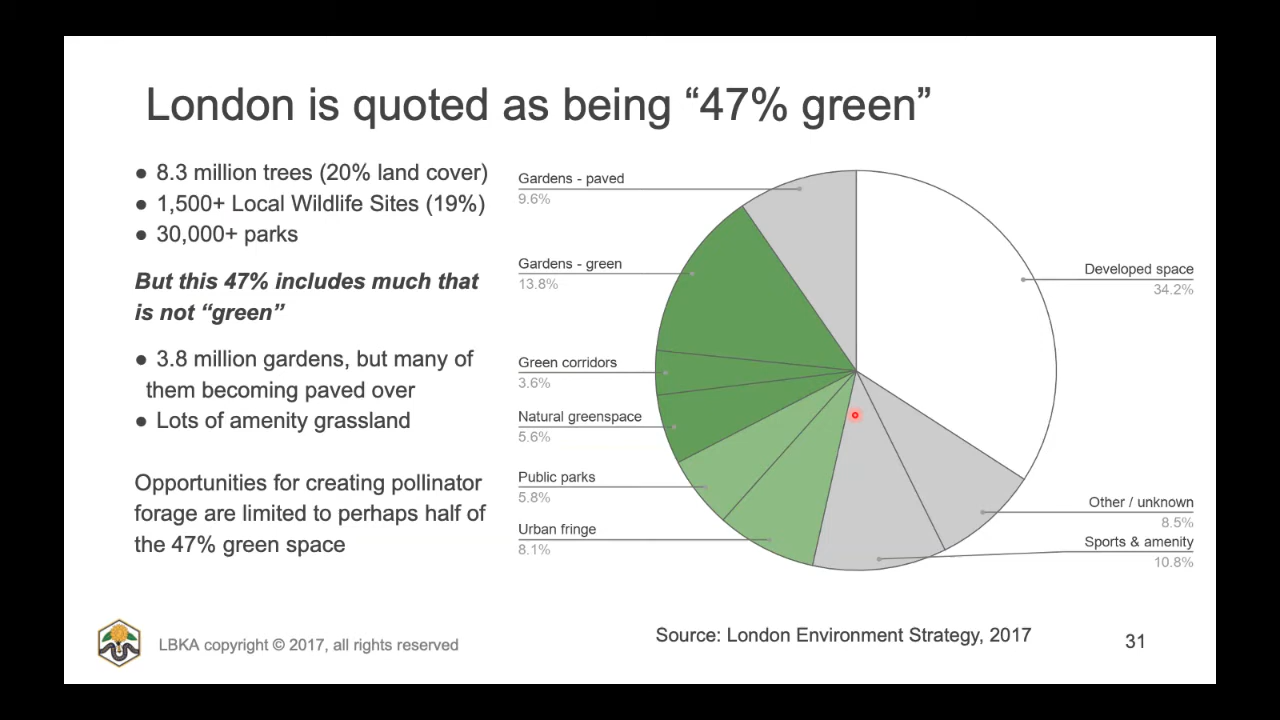 London is quoted as being “47% green”
● 8.3 million trees (20% land cover)
● 1,500+ Local Wildlife Sites (19%)
● 30,000+ parks
But this 47% includes much that
is not “green”
● 3.8 million gardens, but many of
them becoming paved over
● Lots of amenity grassland
Opportunities for creating pollinator
forage are limited to perhaps half of
the 47% green space
Gardens - paved
9.6%
Gardens - green
13.8%
Green corridors
3.6%
Natural greenspace
5.6%
Public parks
5.8%
Urban fringe
8.1%
Developed space
34.2%
Other / unknown
8.5%
Sports & amenity
10.8%
LBKA copyright © 2017, all rights reserved
Source: London Environment Strategy, 2017
31